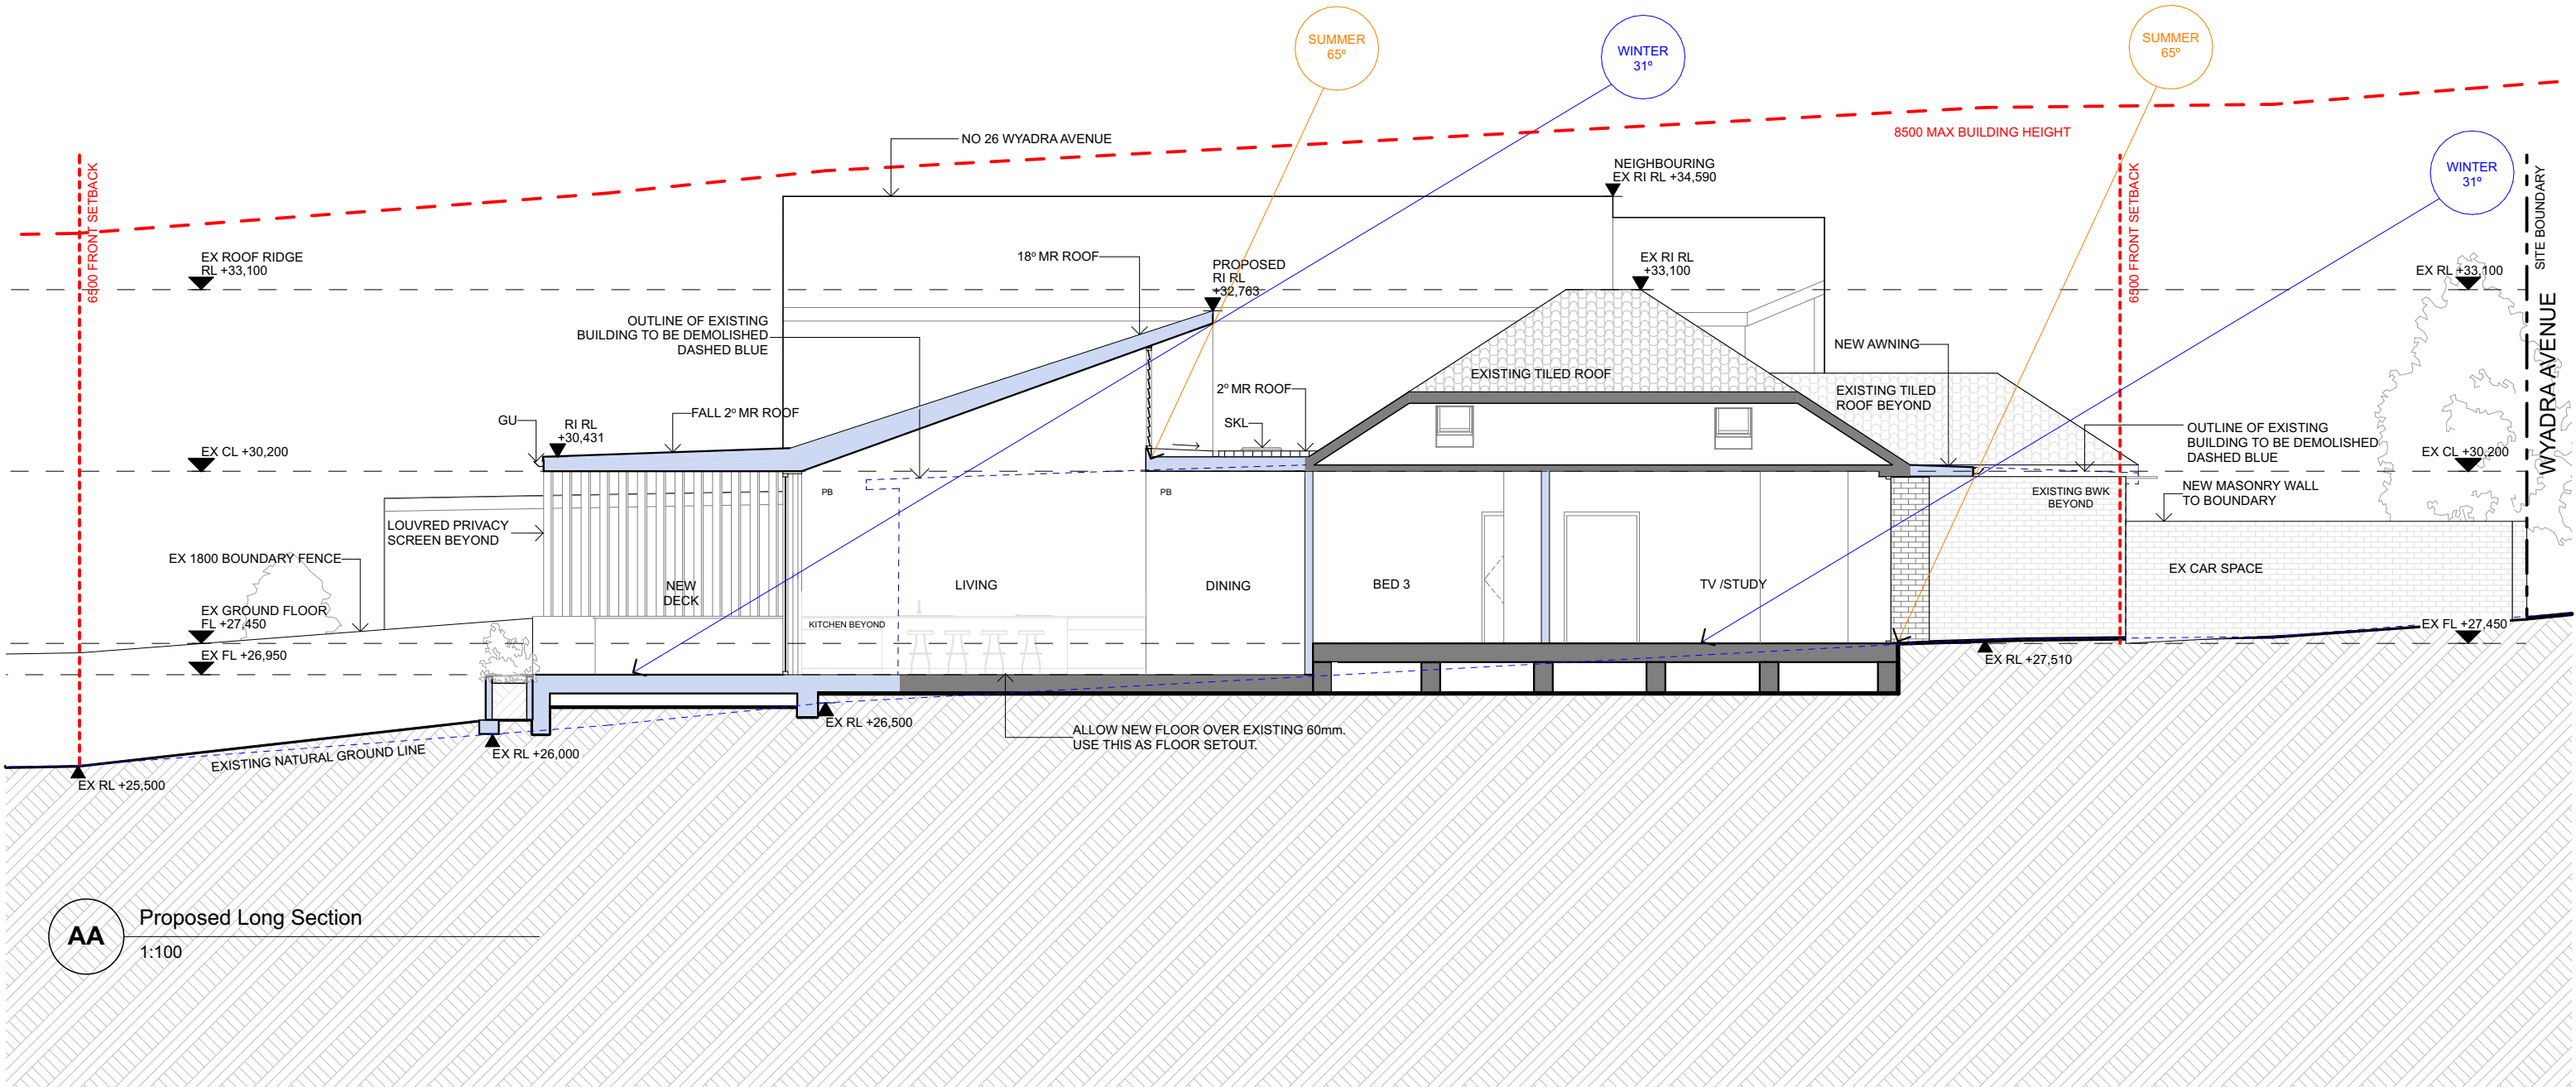 SUMMER
65º
WINTER
31º
SUMMER
65º
WINTER
31º
8500 MAX BUILDING HEIGHT
NO 26 WYADRA AVENUE
NEIGHBOURING
EX RI RL +34,590
6500 FRONT SETBACK
6500 FRONT SETBACK
SITE BOUNDARY
WYADRA AVENUE
EX ROOF RIDGE
RL +33,100
18º MR ROOF
PROPOSED
RI RL
+32,763
EX RI RL
+33,100
EX RL +33,100
OUTLINE OF EXISTING
BUILDING TO BE DEMOLISHED
DASHED BLUE
NEW AWNING
EXISTING TILED ROOF
EXISTING TILED
ROOF BEYOND
2º MR ROOF
SKL
FALL 2º MR ROOF
GU
RI RL
+30,431
OUTLINE OF EXISTING
BUILDING TO BE DEMOLISHED
DASHED BLUE
EX CL +30,200
EX CL +30,200
PB
PB
EXISTING BWK
BEYOND
NEW MASONRY WALL
TO BOUNDARY
LOUVRED PRIVACY
SCREEN BEYOND
EX 1800 BOUNDARY FENCE
NEW
DECK
LIVING
DINING
BED 3
TV /STUDY
EX CAR SPACE
EX GROUND FLOOR
FL +27,450
KITCHEN BEYOND
EX FL +27,450
EX FL +26,950
EX RL +27,510
EX RL +26,500
ALLOW NEW FLOOR OVER EXISTING 60mm.
USE THIS AS FLOOR SETOUT.
EXISTING NATURAL GROUND LINE
EX RL +26,000
EX RL +25,500
AA
Proposed Long Section
1:100